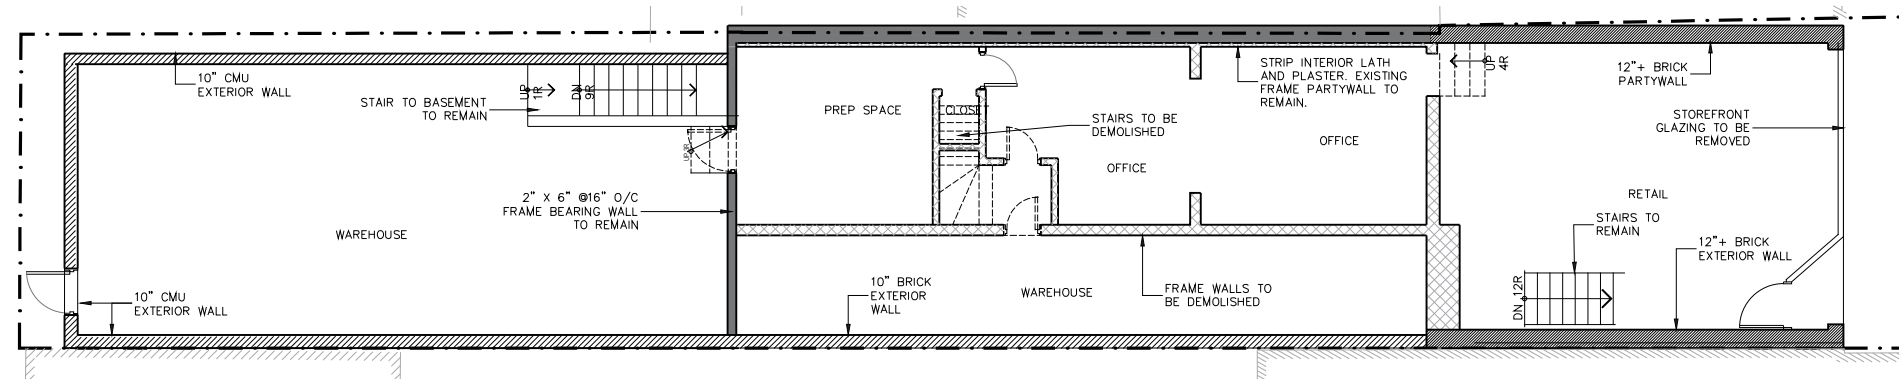 10" CMU
EXTERIOR WALL
STAIR TO BASEMENT
TO REMAIN
UP
1R
DN
9R
2" X 6" @16" O/C
FRAME BEARING WALL
TO REMAIN
WAREHOUSE
10" CMU
EXTERIOR WALL
PREP SPACE
CLOSE
STAIRS TO BE
DEMOLISHED
OFFICE
STRIP INTERIOR LATH
AND PLASTER. EXISTING
FRAME PARTYWALL TO
REMAIN.
OFFICE
UP
4R
10" BRICK
EXTERIOR
WALL
WAREHOUSE
FRAME WALLS TO
BE DEMOLISHED
12"+ BRICK
PARTYWALL
STOREFRONT
GLAZING TO BE
REMOVED
RETAIL
STAIRS TO
REMAIN
12"+ BRICK
EXTERIOR WALL
DN 12R